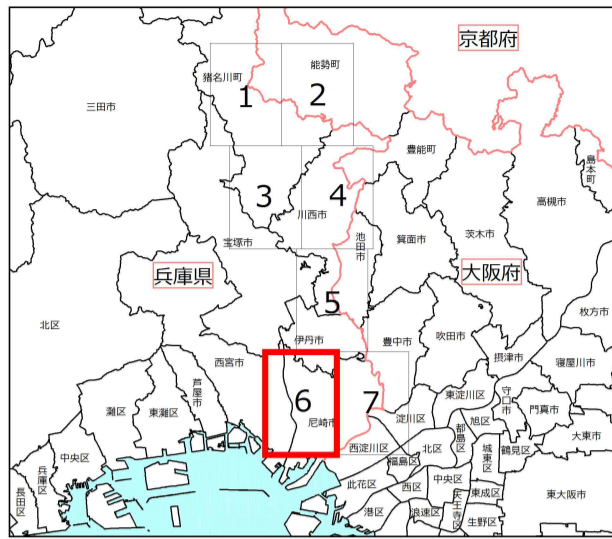 京都府
能勢町
猪名川町
1
2
三田市
豊能町
島本町
高槻市
3
4
川西市
池田市
箕面市
茨木市
宝塚市
兵庫県
大阪府
5
北区
枚方市
伊丹市
豊中市
吹田市
摂津市
寝屋川市
西宮市
芦屋市
6
7
尼崎市
東淀川区
守口市
門真市
灘区
東灘区
淀川区
旭区
都島区
大東市
西淀川区
北区
城東区
鶴見区
福島区
中央区
兵庫区
長田区
此花区
西区
中央区
東成区
東大阪市
天王寺区
港区
浪速区
生野区